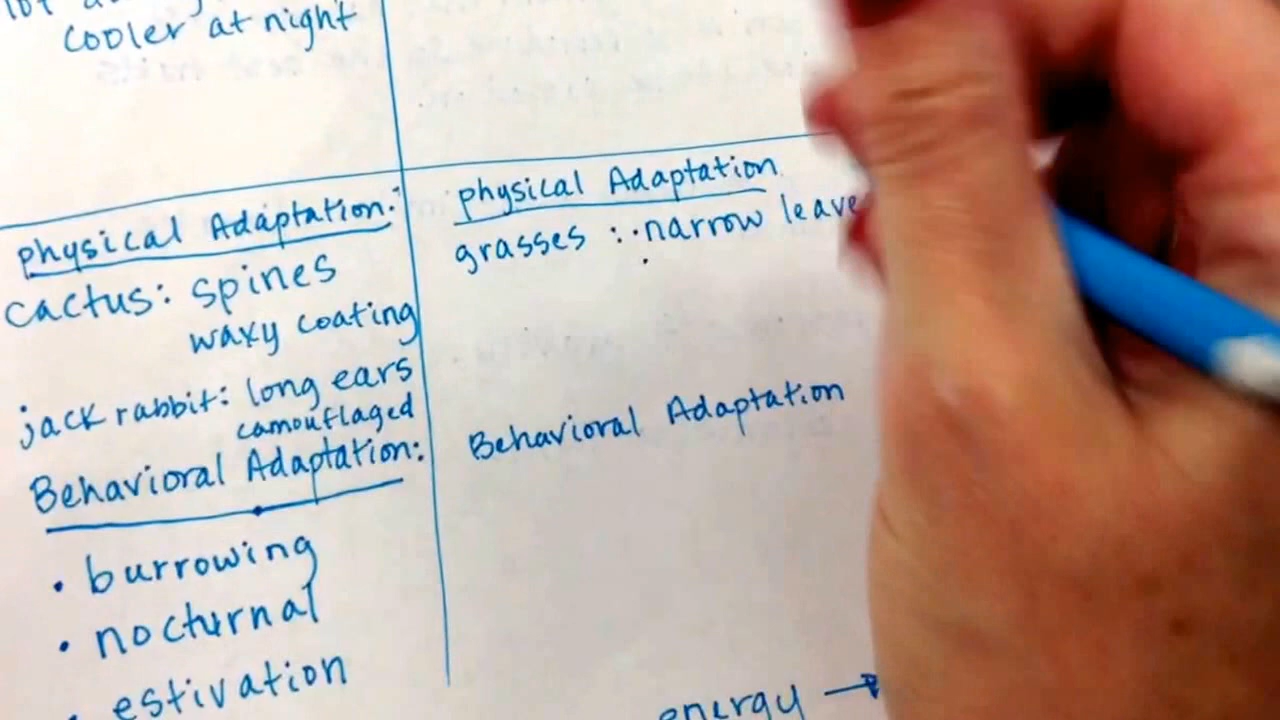 cooler at night
physical Adaptation:
cactus: spines
waxy coating
jack rabbit: long ears
camouflaged
Behavioral Adaptation:
• burrowing
• nocturnal
• estivation
physical Adaptation
grasses : • narrow leave
Behavioral Adaptation
energy →